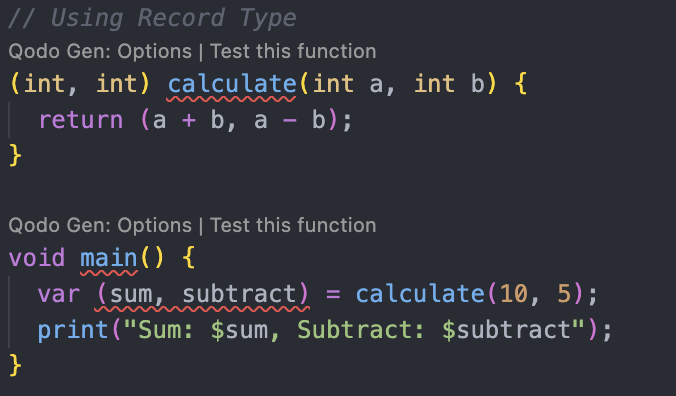 // Using Record Type
Qodo Gen: Options | Test this function
(int, int) calculate(int a, int b) {
return (a + b, a - b);
}
Qodo Gen: Options | Test this function
void main() {
var (sum, subtract) = calculate(10, 5);
print("Sum: $sum, Subtract: $subtract");
}